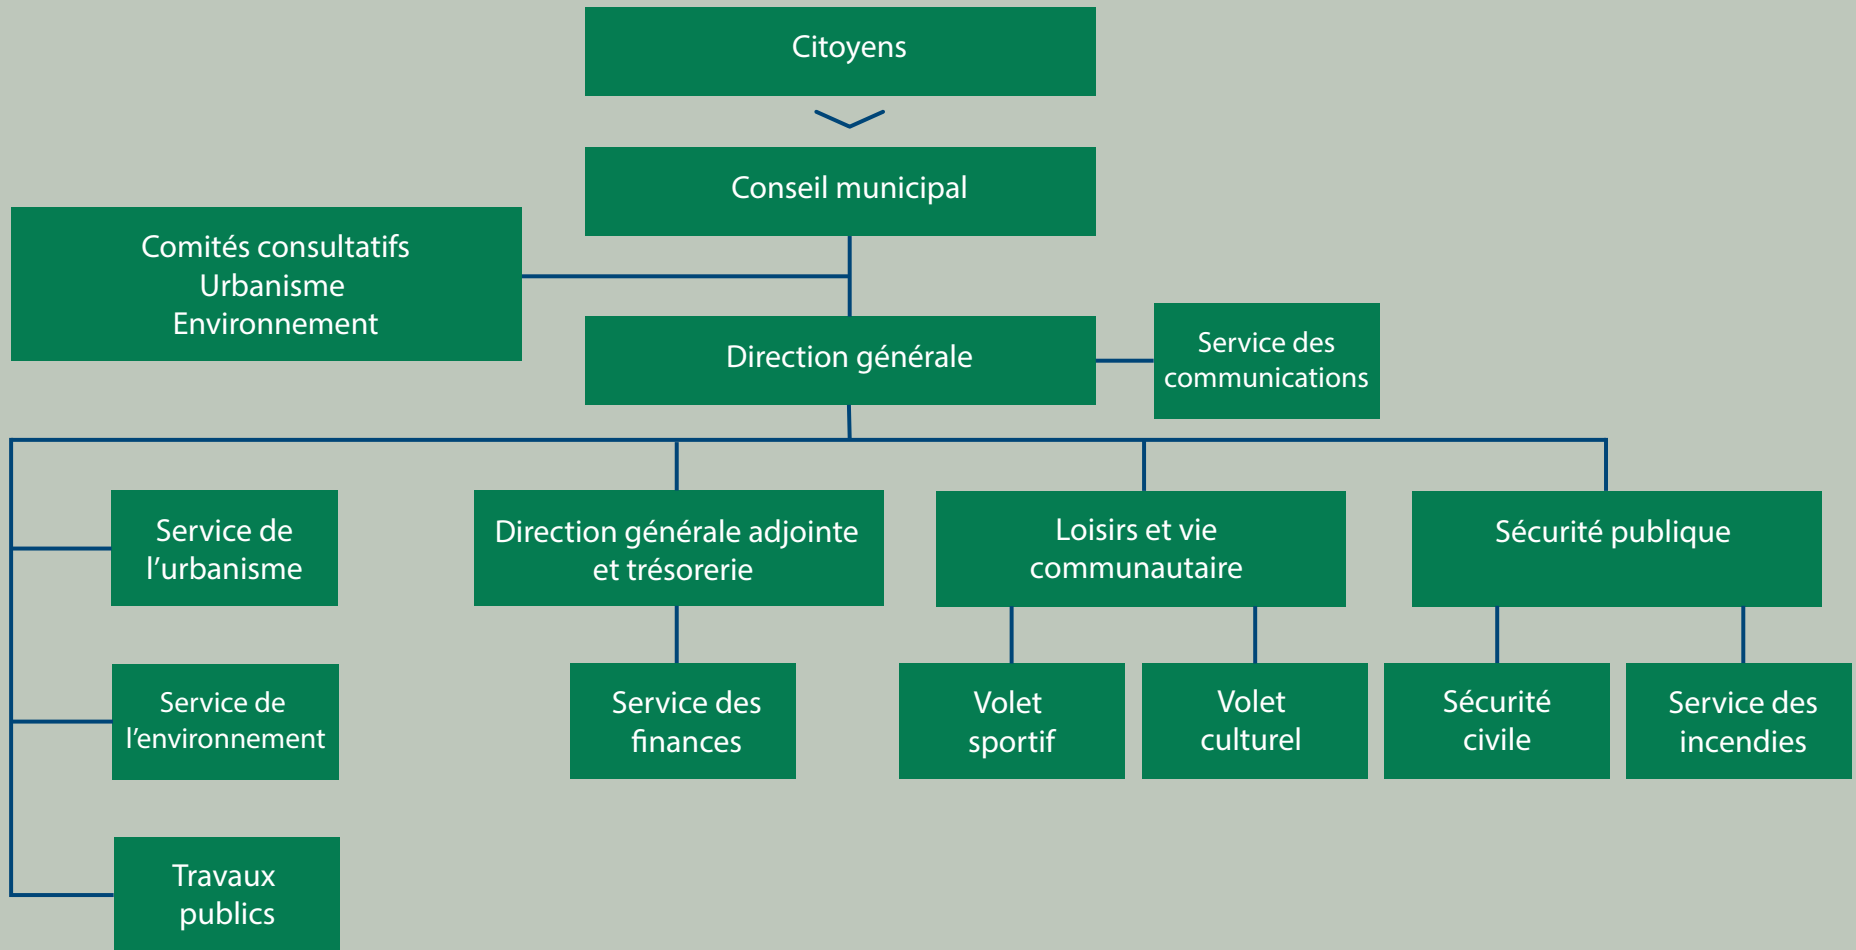 Citoyens
Conseil municipal
Comités consultatifs
Urbanisme
Environnement
Direction générale
Service des
communications
Service de
l'urbanisme
Direction générale adjointe
et trésorerie
Loisirs et vie
communautaire
Sécurité publique
Service de
l'environnement
Service des
finances
Volet
sportif
Volet
culturel
Sécurité
civile
Service des
incendies
Travaux
publics